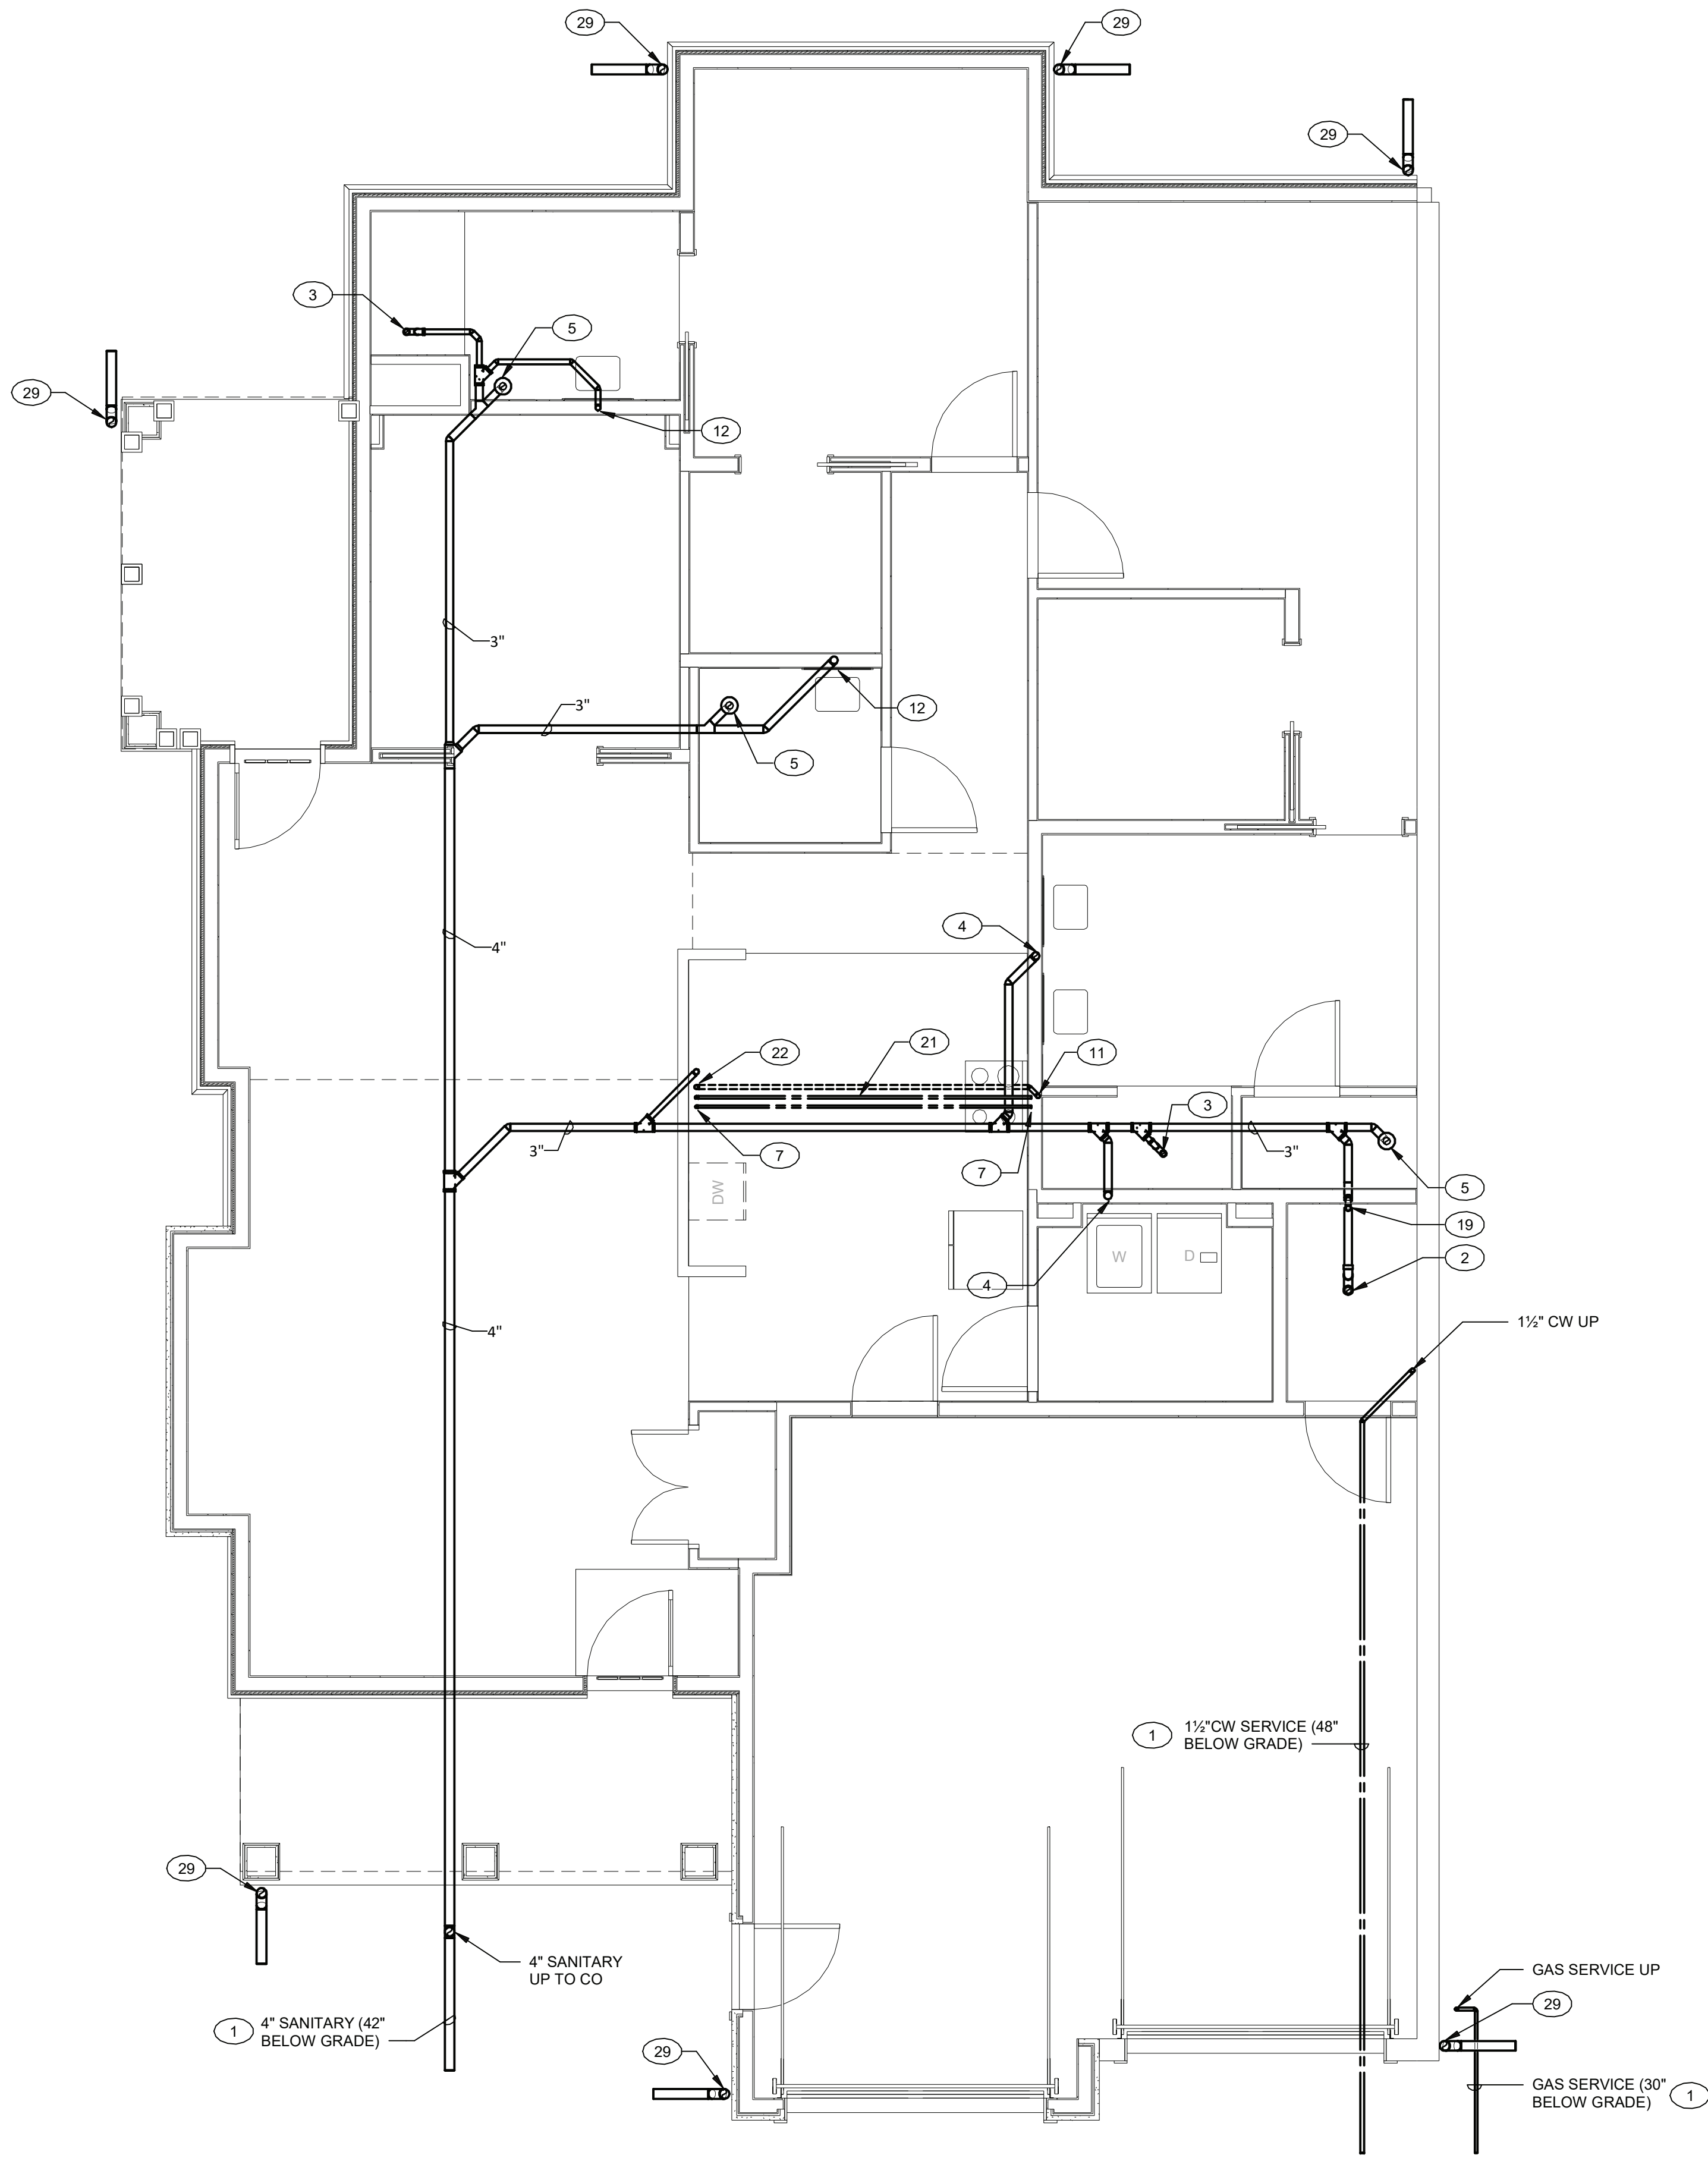 29
29
29
3
5
29
12
3"
3"
12
5
4"
4
22
21
11
3
7
3"
7
3"
5
DW
19
W
D
2
4
1½" CW UP
4"
1
1½"CW SERVICE (48"
BELOW GRADE)
29
4" SANITARY
UP TO CO
GAS SERVICE UP
29
1
4" SANITARY (42"
BELOW GRADE)
29
GAS SERVICE (30"
BELOW GRADE)
1